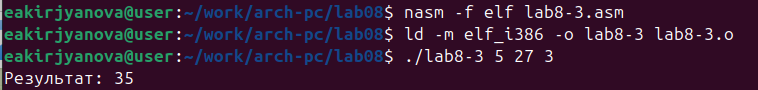 eakirjyanova@user:~/work/arch-pc/lab08$ nasm -f elf lab8-3.asm
eakirjyanova@user:~/work/arch-pc/lab08$ ld -m elf_i386 -o lab8-3 lab8-3.o
eakirjyanova@user:~/work/arch-pc/lab08$ ./lab8-3 5 27 3
Результат: 35